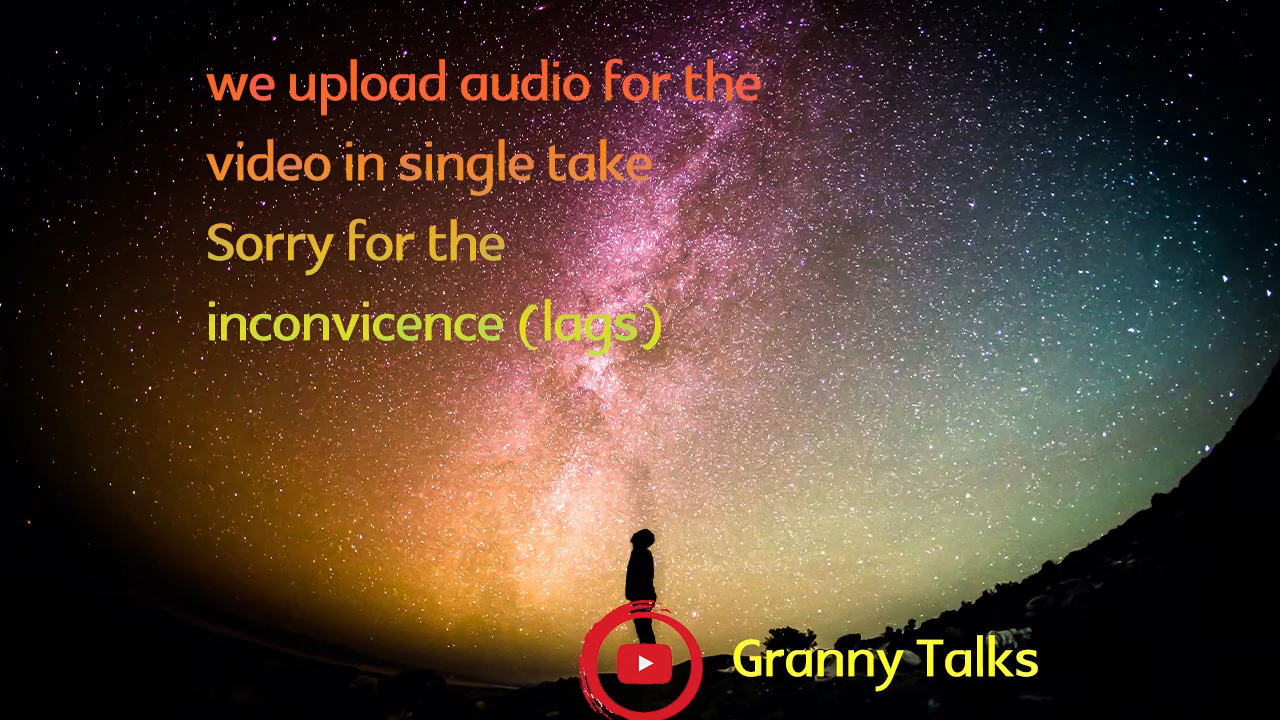 we upload audio for the
video in single take
Sorry for the
inconvicence (lags)
Granny Talks